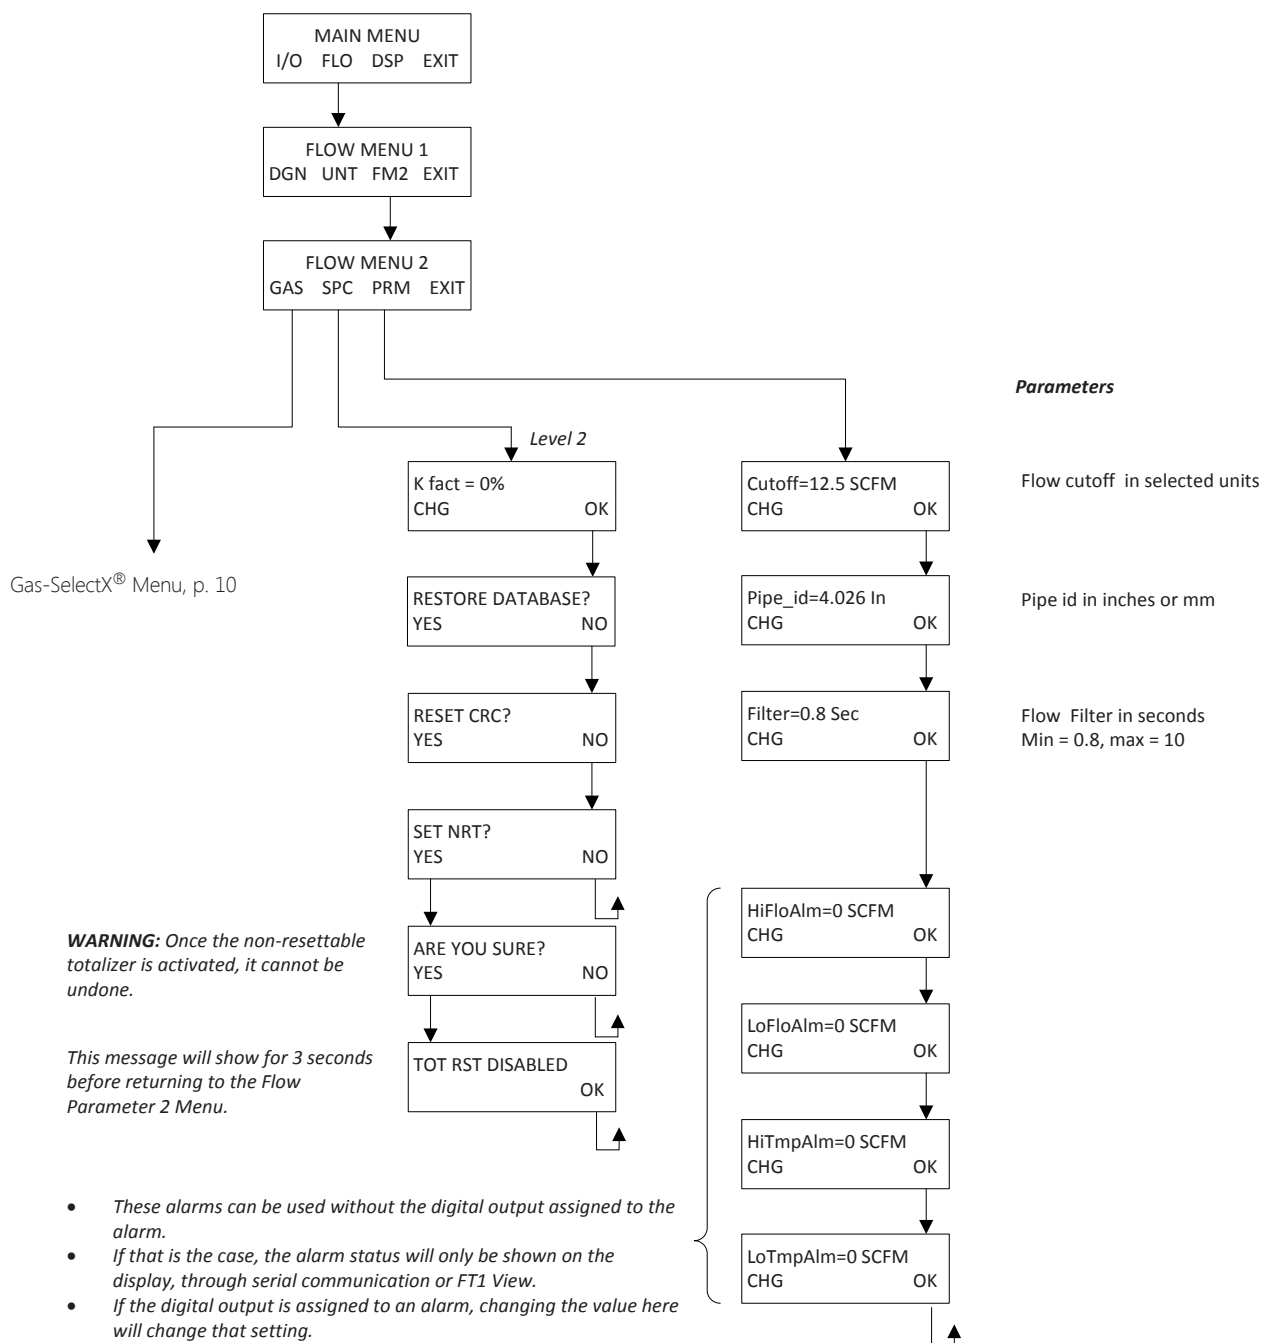 MAIN MENU
I/O FLO DSP EXIT
FLOW MENU 1
DGN UNT FM2 EXIT
FLOW MENU 2
GAS SPC PRM EXIT
Gas-SelectX® Menu, p. 10
Level 2
K fact = 0%
CHG OK
RESTORE DATABASE?
YES NO
RESET CRC?
YES NO
SET NRT?
YES NO
WARNING: Once the non-resettable
totalizer is activated, it cannot be
undone.
ARE YOU SURE?
YES NO
This message will show for 3 seconds
before returning to the Flow
Parameter 2 Menu.
TOT RST DISABLED
OK
Parameters
Cutoff=12.5 SCFM
CHG OK
Flow cutoff in selected units
Pipe_id=4.026 In
CHG OK
Pipe id in inches or mm
Filter=0.8 Sec
CHG OK
Flow Filter in seconds
Min = 0.8, max = 10
HiFloAlm=0 SCFM
CHG OK
LoFloAlm=0 SCFM
CHG OK
HiTmpAlm=0 SCFM
CHG OK
LoTmpAlm=0 SCFM
CHG OK
• These alarms can be used without the digital output assigned to the
alarm.
• If that is the case, the alarm status will only be shown on the
display, through serial communication or FT1 View.
• If the digital output is assigned to an alarm, changing the value here
will change that setting.